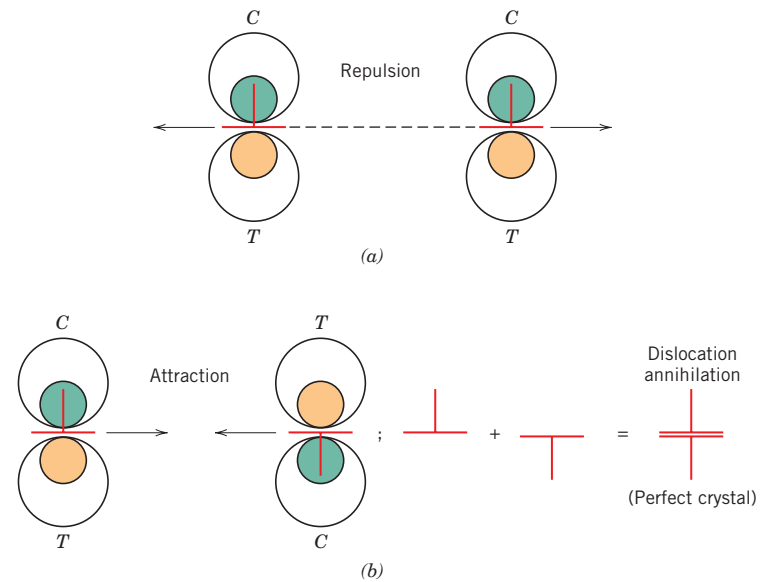 C C
Repulsion
T T
(a)
C T
Attraction
Dislocation
annihilation
; + =
(Perfect crystal)
T C
(b)